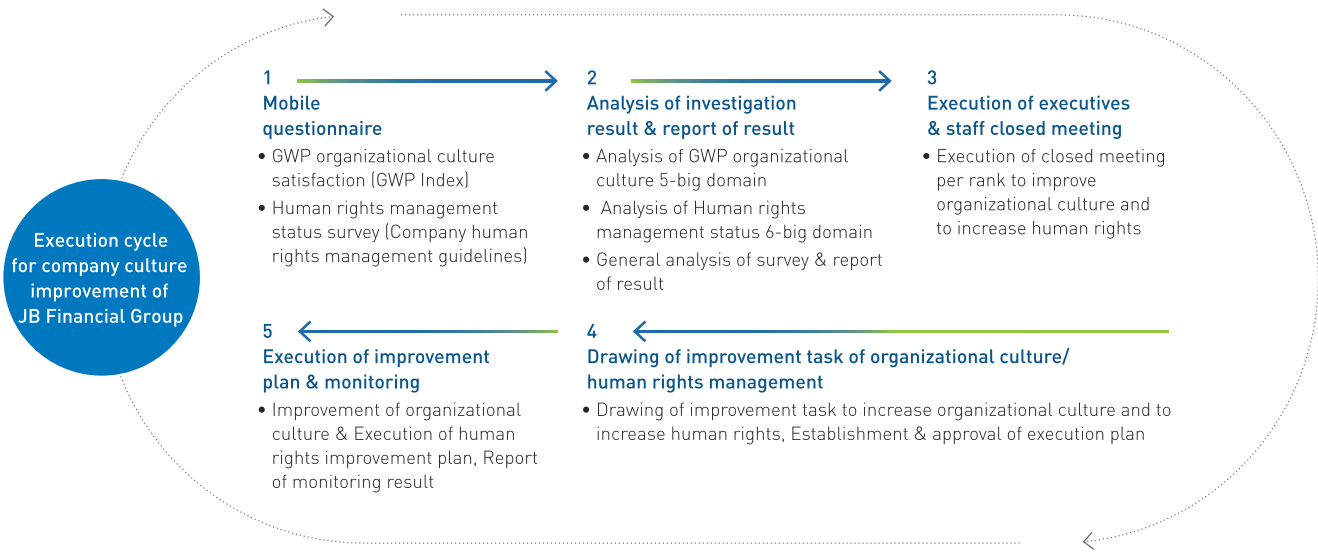 Execution cycle
for company culture
improvement of
JB Financial Group
1
Mobile
questionnaire
• GWP organizational culture
satisfaction (GWP Index)
• Human rights management
status survey (Company human
rights management guidelines)
2
Analysis of investigation
result & report of result
• Analysis of GWP organizational
culture 5-big domain
• Analysis of Human rights
management status 6-big domain
• General analysis of survey & report
of result
3
Execution of executives
& staff closed meeting
• Execution of closed meeting
per rank to improve
organizational culture and
to increase human rights
4
Drawing of improvement task of organizational culture/
human rights management
• Drawing of improvement task to increase organizational culture and to
increase human rights, Establishment & approval of execution plan
5
Execution of improvement
plan & monitoring
• Improvement of organizational
culture & Execution of human
rights improvement plan, Report
of monitoring result